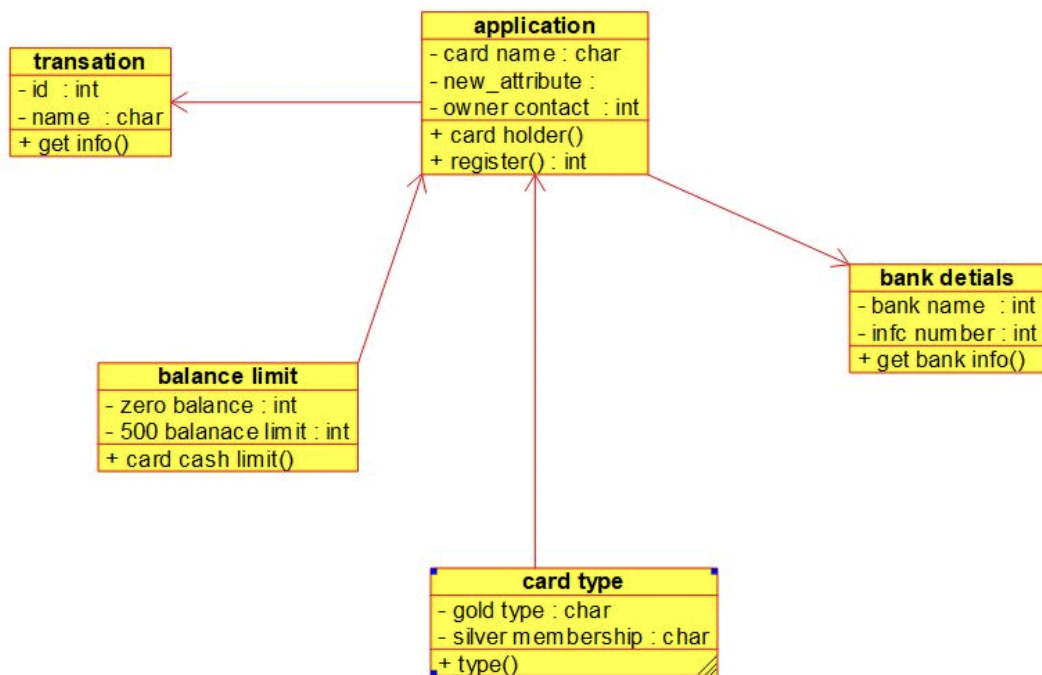 application
- card name : char
- new_attribute :
- owner contact : int
+ card holder()
+ register() : int
transation
- id : int
- name : char
+ get info()
bank detials
- bank name : int
- infc number : int
+ get bank info()
balance limit
- zero balance : int
- 500 balanace limit : int
+ card cash limit()
card type
- gold type : char
- silver membership : char
+ type()